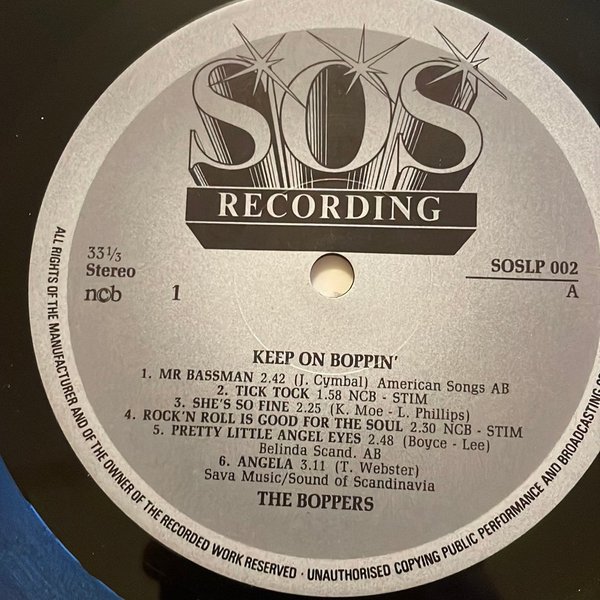 SOS
RECORDING
33⅓
Stereo
ncb
1
SOSLP 002
A
KEEP ON BOPPIN'
1. MR BASSMAN 2.42 (J. Cymbal) American Songs AB
2. TICK TOCK 1.58 NCB - STIM
3. SHE'S SO FINE 2.25 (K. Moe - L. Phillips)
4. ROCK'N ROLL IS GOOD FOR THE SOUL 2.30 NCB - STIM
5. PRETTY LITTLE ANGEL EYES 2.48 (Boyce - Lee)
Belinda Scand. AB
6. ANGELA 3.11 (T. Webster)
Sava Music/Sound of Scandinavia
THE BOPPERS
ALL RIGHTS OF THE MANUFACTURER AND OF THE OWNER OF THE RECORDED WORK RESERVED · UNAUTHORISED COPYING PUBLIC PERFORMANCE AND BROADCASTING